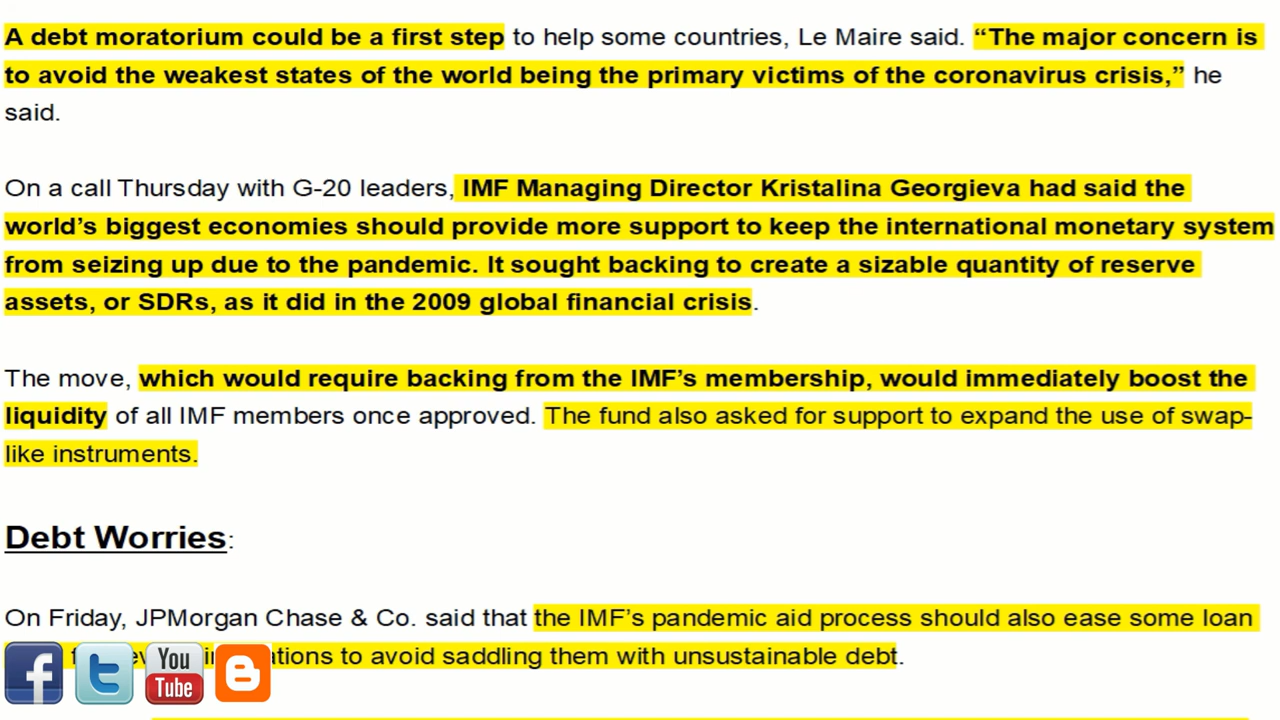 A debt moratorium could be a first step to help some countries, Le Maire said. “The major concern is
to avoid the weakest states of the world being the primary victims of the coronavirus crisis,” he
said.
On a call Thursday with G-20 leaders, IMF Managing Director Kristalina Georgieva had said the
world’s biggest economies should provide more support to keep the international monetary system
from seizing up due to the pandemic. It sought backing to create a sizable quantity of reserve
assets, or SDRs, as it did in the 2009 global financial crisis.
The move, which would require backing from the IMF’s membership, would immediately boost the
liquidity of all IMF members once approved. The fund also asked for support to expand the use of swap-
like instruments.
Debt Worries:
On Friday, JPMorgan Chase & Co. said that the IMF’s pandemic aid process should also ease some loan
to avoid saddling them with unsustainable debt.
f t You Tube B